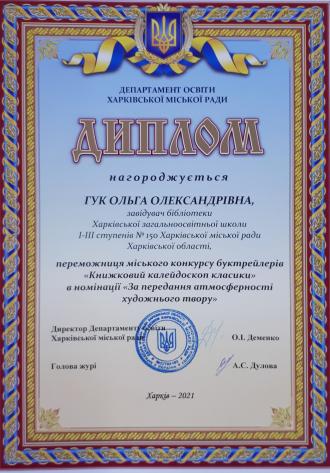 ДЕПАРТАМЕНТ ОСВІТИ
ХАРКІВСЬКОЇ МІСЬКОЇ РАДИ
ДИПЛОМ
нагороджується
ГУК ОЛЬГА ОЛЕКСАНДРІВНА,
завідувач бібліотеки
Харківської загальноосвітньої школи
І-ІІІ ступенів № 150 Харківської міської ради
Харківської області,
переможниця міського конкурсу буктрейлерів
«Книжковий калейдоскоп класики»
в номінації «За передання атмосферності
художнього твору»
Директор Департаменту освіти
Харківської міської ради
О.І. Деменко
Голова журі
А.С. Дулова
Харків – 2021